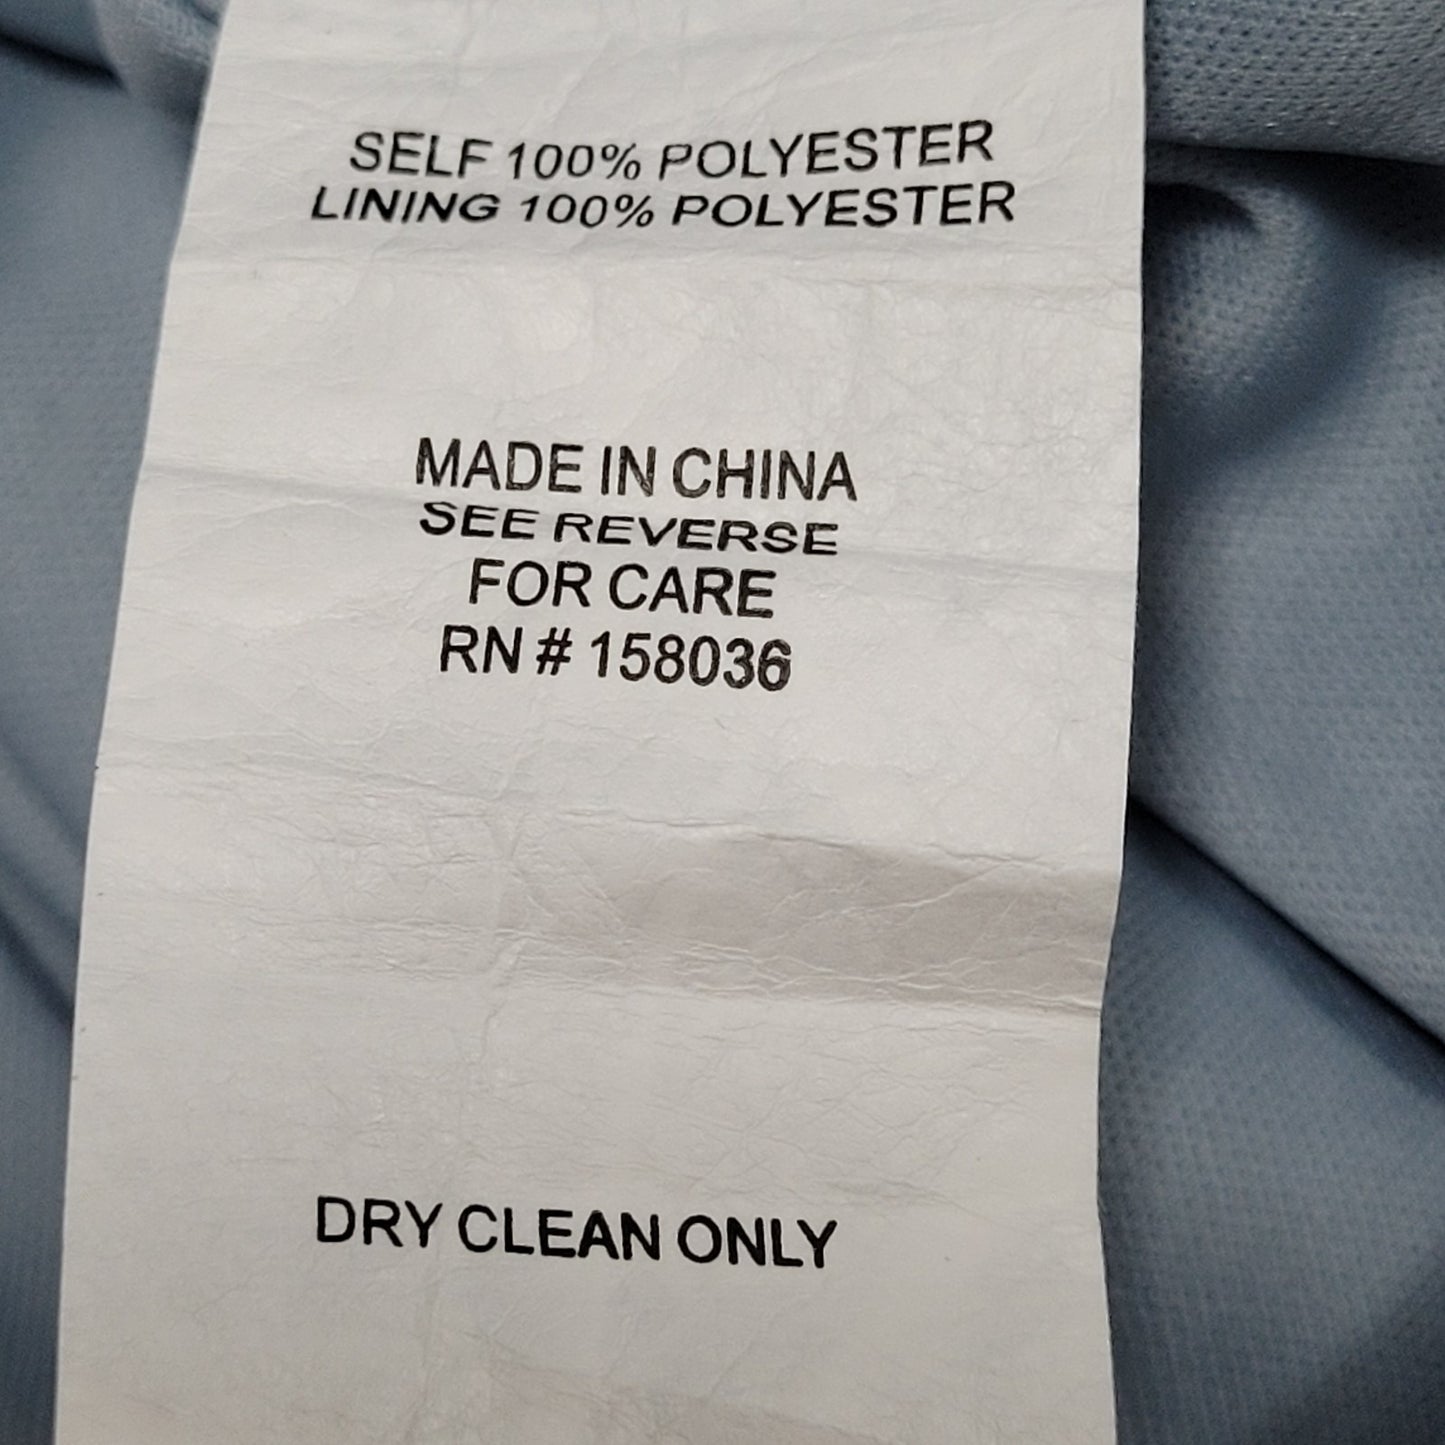 SELF 100% POLYESTER
LINING 100% POLYESTER
MADE IN CHINA
SEE REVERSE
FOR CARE
RN # 158036
DRY CLEAN ONLY